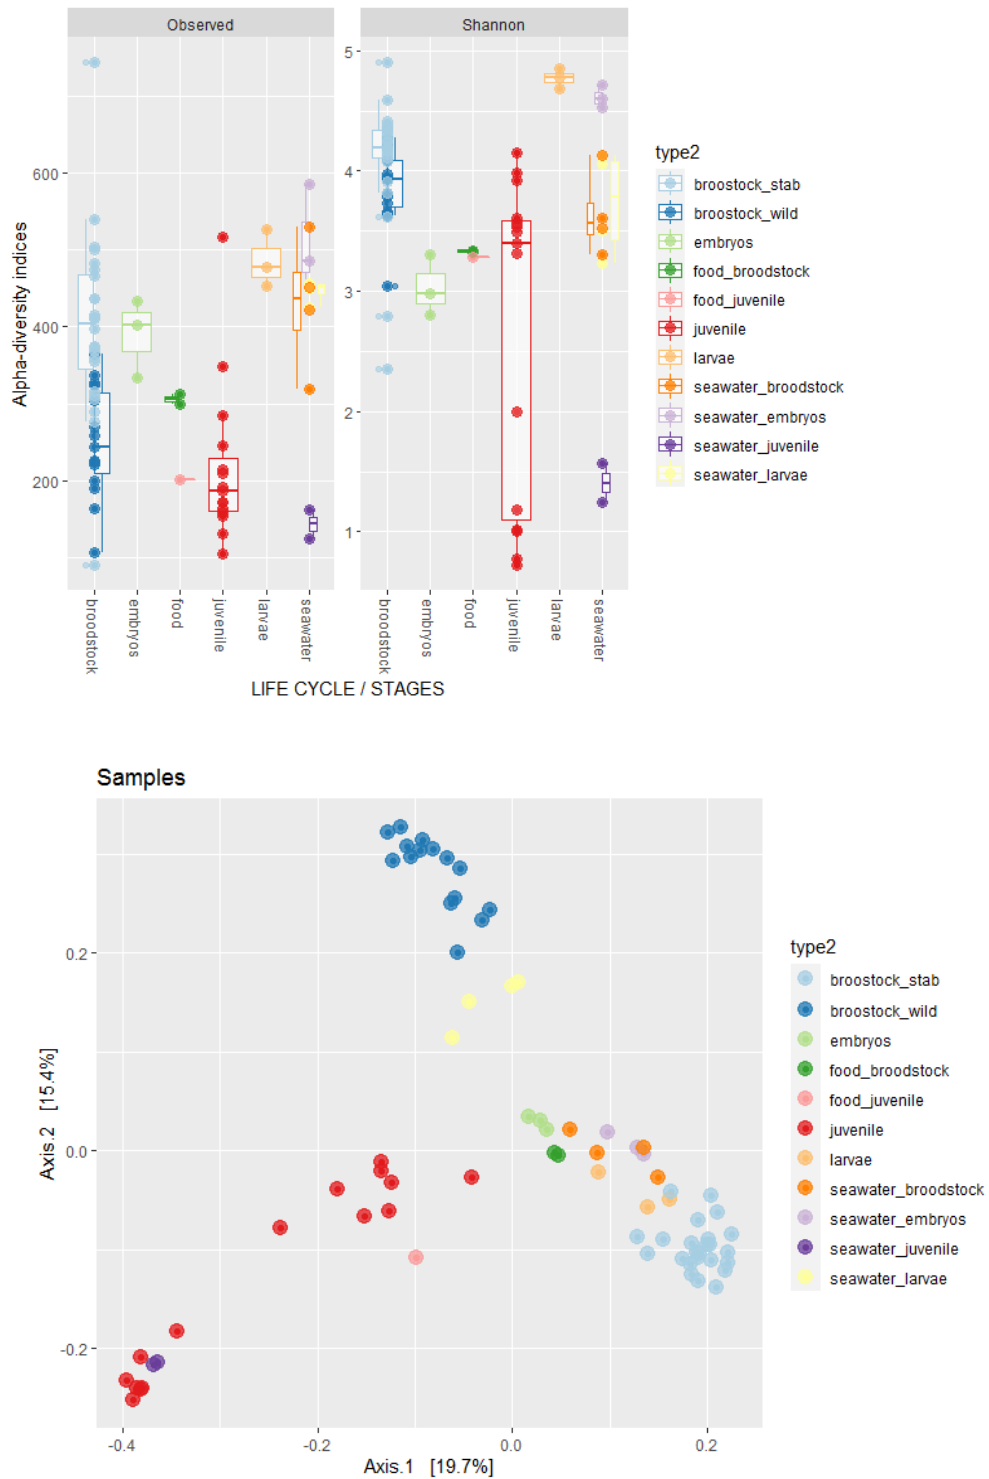 Observed
Shannon
Alpha-diversity indices
600
400
200
5
4
3
2
1
broodstock
embryos
food
juvenile
larvae
seawater
broodstock
embryos
food
juvenile
larvae
seawater
LIFE CYCLE / STAGES
type2
broostock_stab
broostock_wild
embryos
food_broodstock
food_juvenile
juvenile
larvae
seawater_broodstock
seawater_embryos
seawater_juvenile
seawater_larvae
Samples
Axis.2 [15.4%]
0.2
0.0
-0.2
-0.4
-0.2
0.0
0.2
Axis.1 [19.7%]
type2
broostock_stab
broostock_wild
embryos
food_broodstock
food_juvenile
juvenile
larvae
seawater_broodstock
seawater_embryos
seawater_juvenile
seawater_larvae